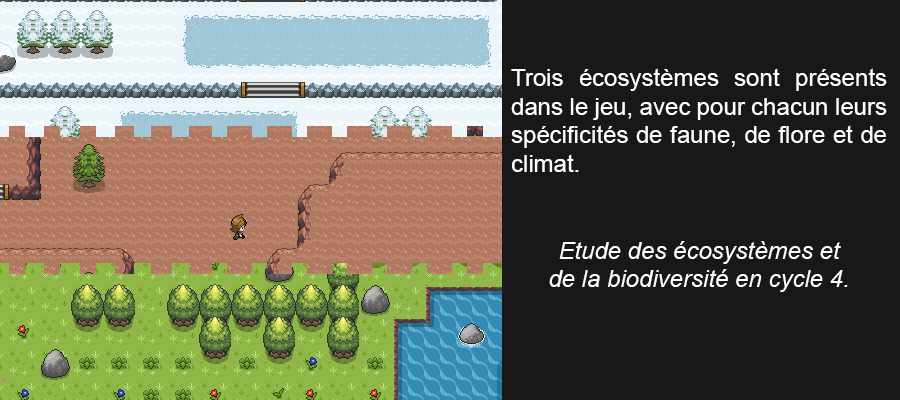 Trois écosystèmes sont présents
dans le jeu, avec pour chacun leurs
spécificités de faune, de flore et de
climat.
Etude des écosystèmes et
de la biodiversité en cycle 4.